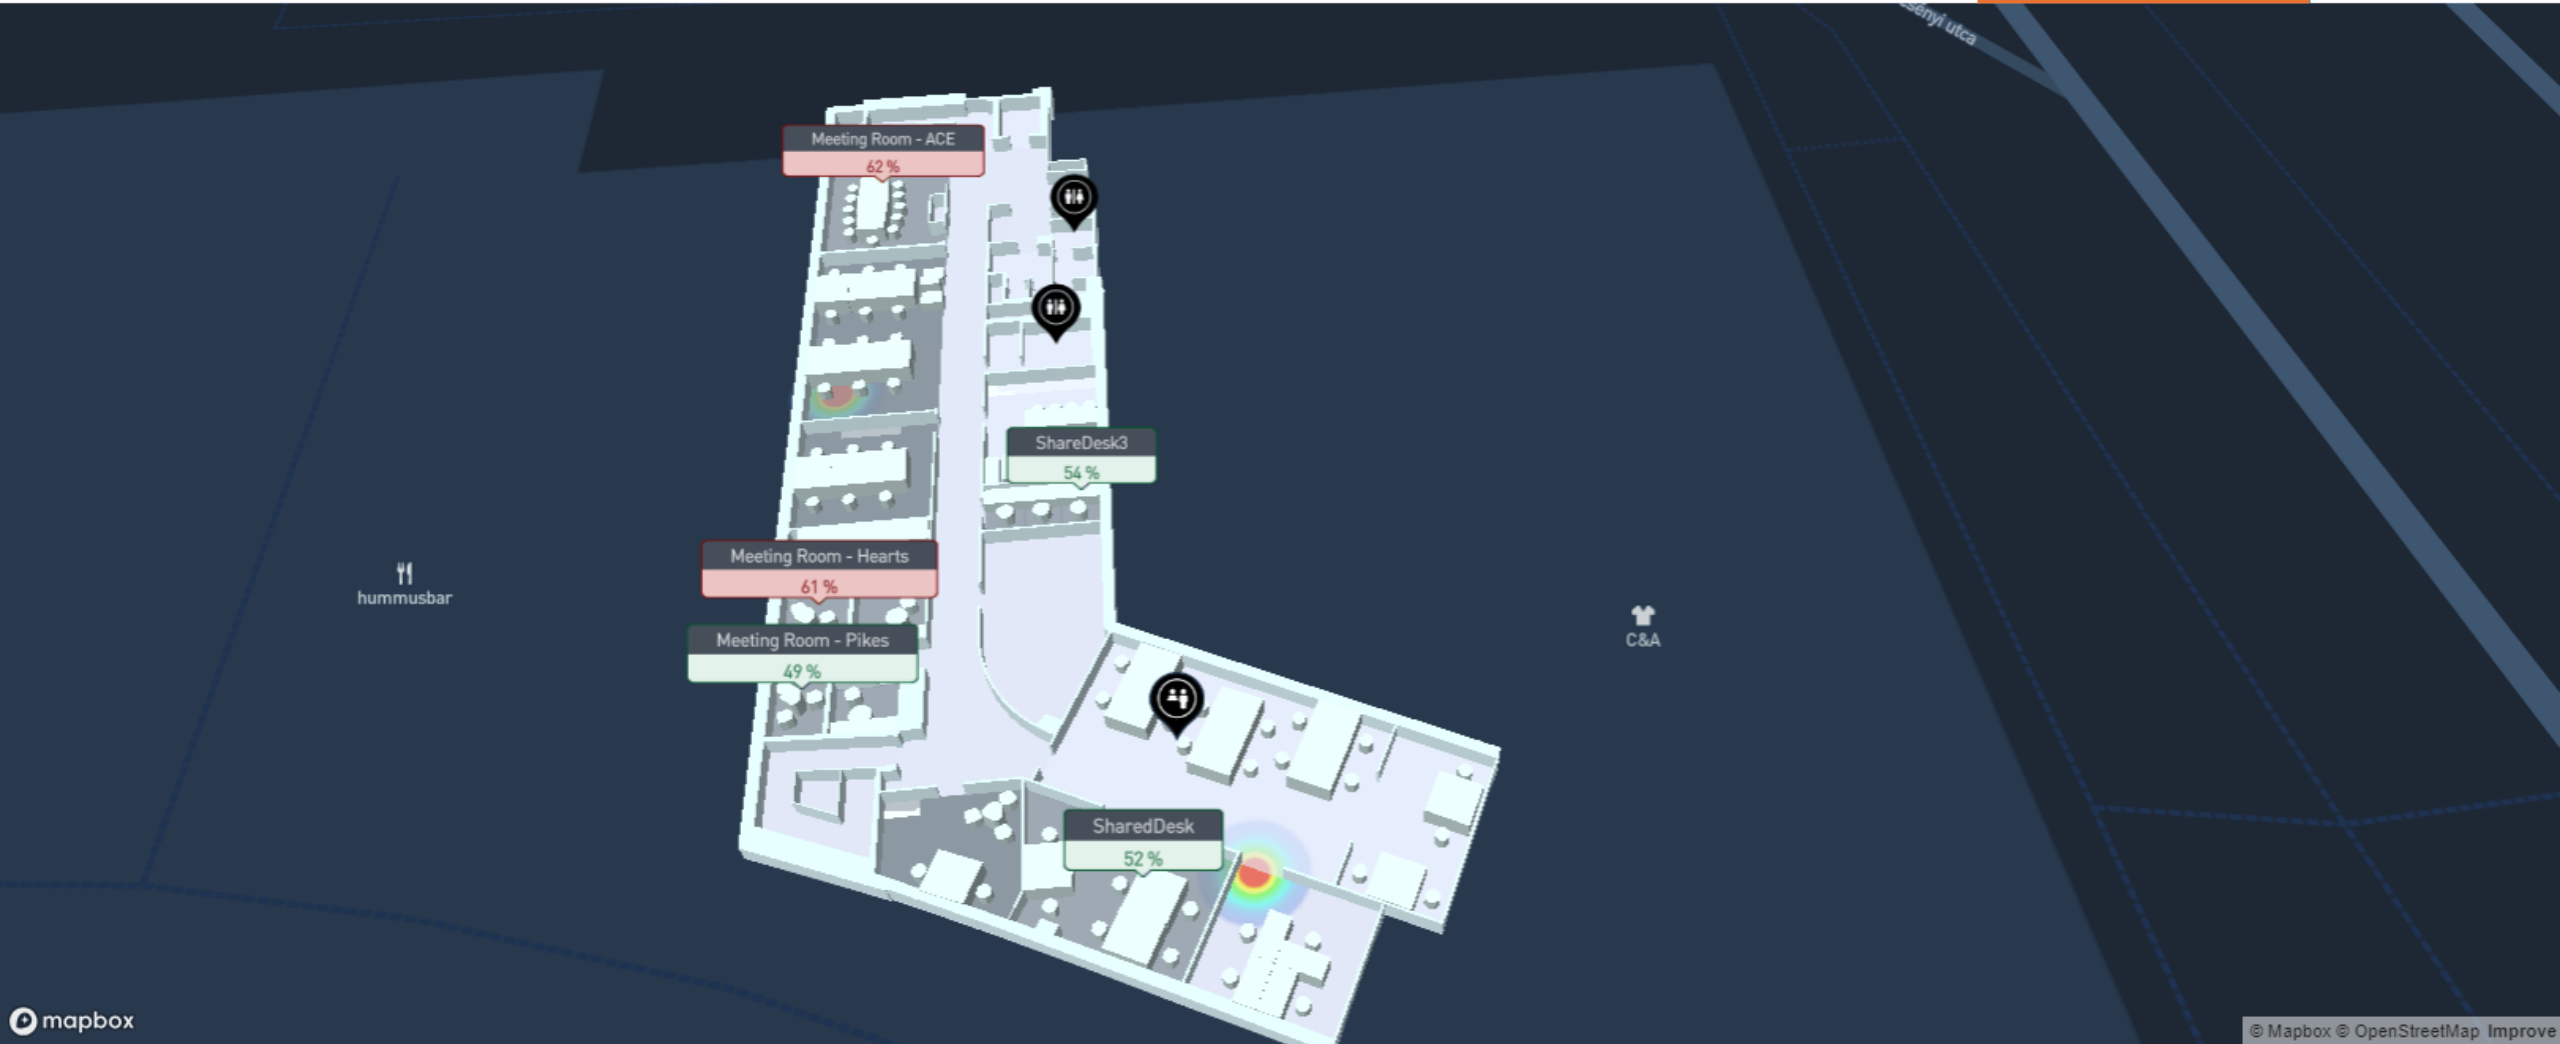 Meeting Room - ACE
62 %
ShareDesk3
54 %
Meeting Room - Hearts
61 %
Meeting Room - Pikes
49 %
SharedDesk
52 %
hummusbar
C&A
utca
mapbox
© Mapbox © OpenStreetMap Improve